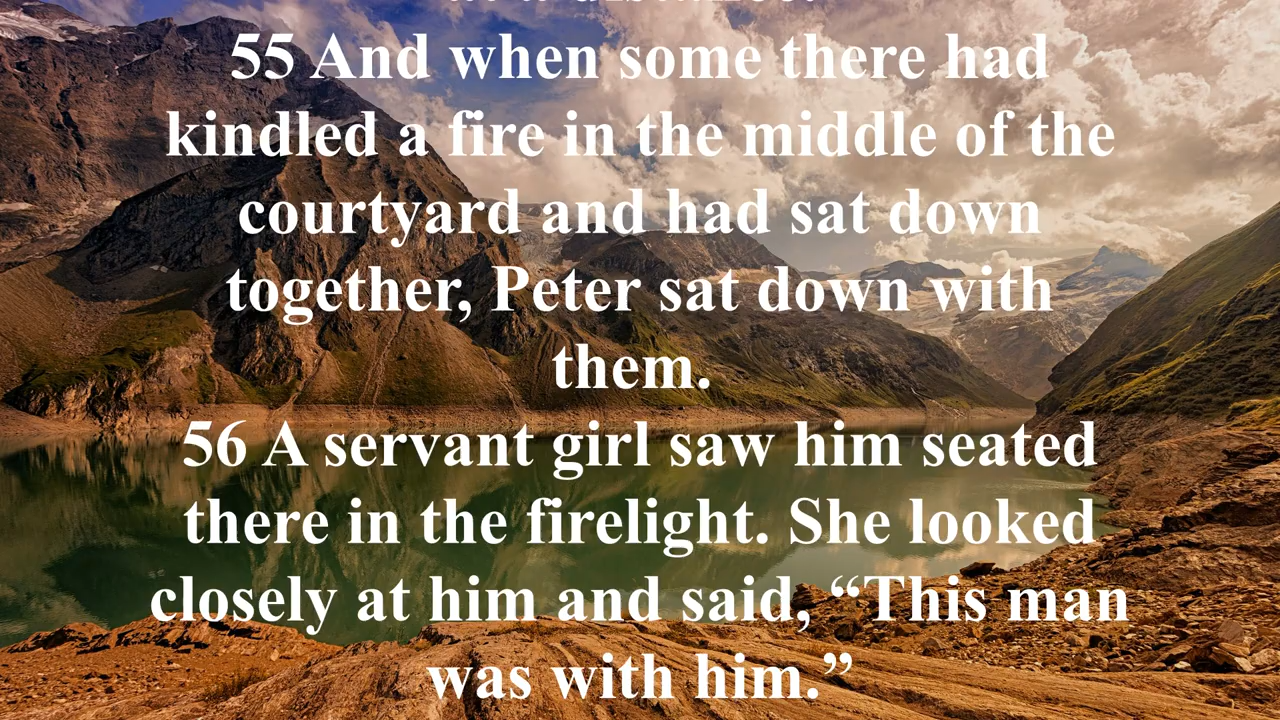 55 And when some there had
kindled a fire in the middle of the
courtyard and had sat down
together, Peter sat down with
them.
56 A servant girl saw him seated
there in the firelight. She looked
closely at him and said, “This man
was with him.”